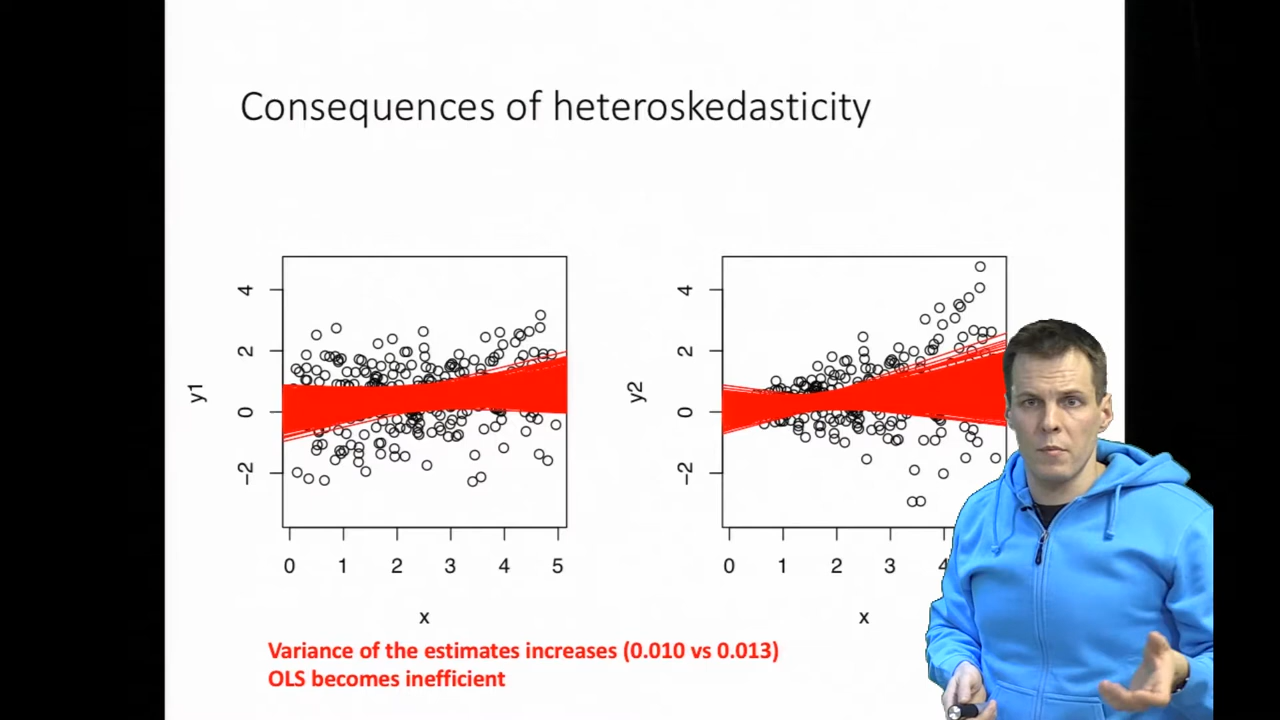 Consequences of heteroskedasticity
4
2
0
−2
y1
0 1 2 3 4 5
x
4
2
0
−2
y2
0 1 2 3 4
x
Variance of the estimates increases (0.010 vs 0.013)
OLS becomes inefficient